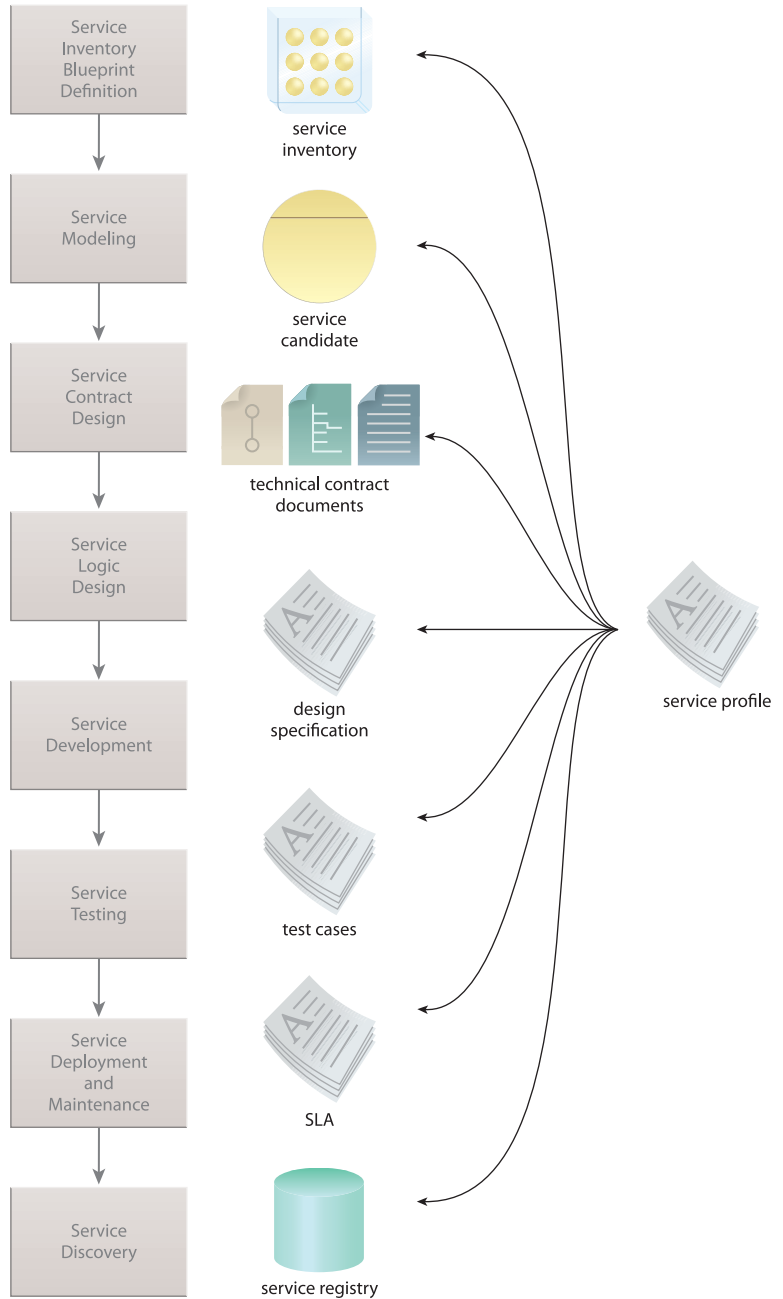 Service
Inventory
Blueprint
Definition
service
inventory
Service
Modeling
service
candidate
Service
Contract
Design
technical contract
documents
Service
Logic
Design
A
design
specification
A
service profile
Service
Development
A
test cases
Service
Testing
A
SLA
Service
Deployment
and
Maintenance
Service
Discovery
service registry